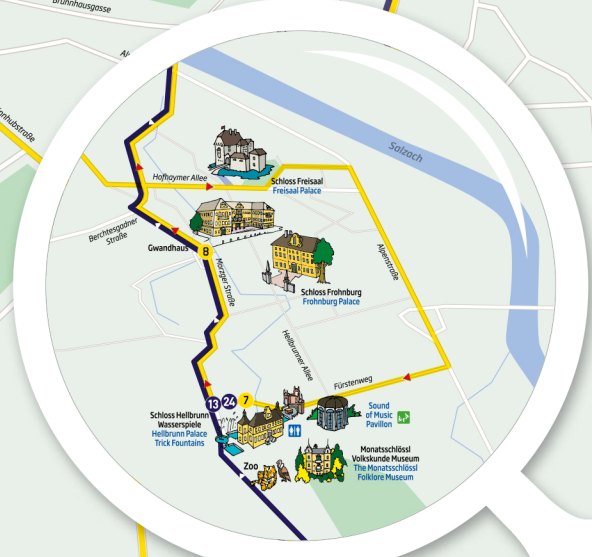 Brunnhausgasse
Salzach
Hofhaymer Allee
Schloss Freisaal
Freisaal Palace
Berchtesgadner
Straße
Gwandhaus
8
Morzger Straße
Alpenstraße
Schloss Frohnburg
Frohnburg Palace
Hellbrunner Allee
Fürstenweg
13 24 7
Schloss Hellbrunn
Wasserspiele
Hellbrunn Palace
Trick Fountains
Sound
of Music
Pavillon
Zoo
Monatsschlössl
Volkskunde Museum
The Monatsschlössl
Folklore Museum